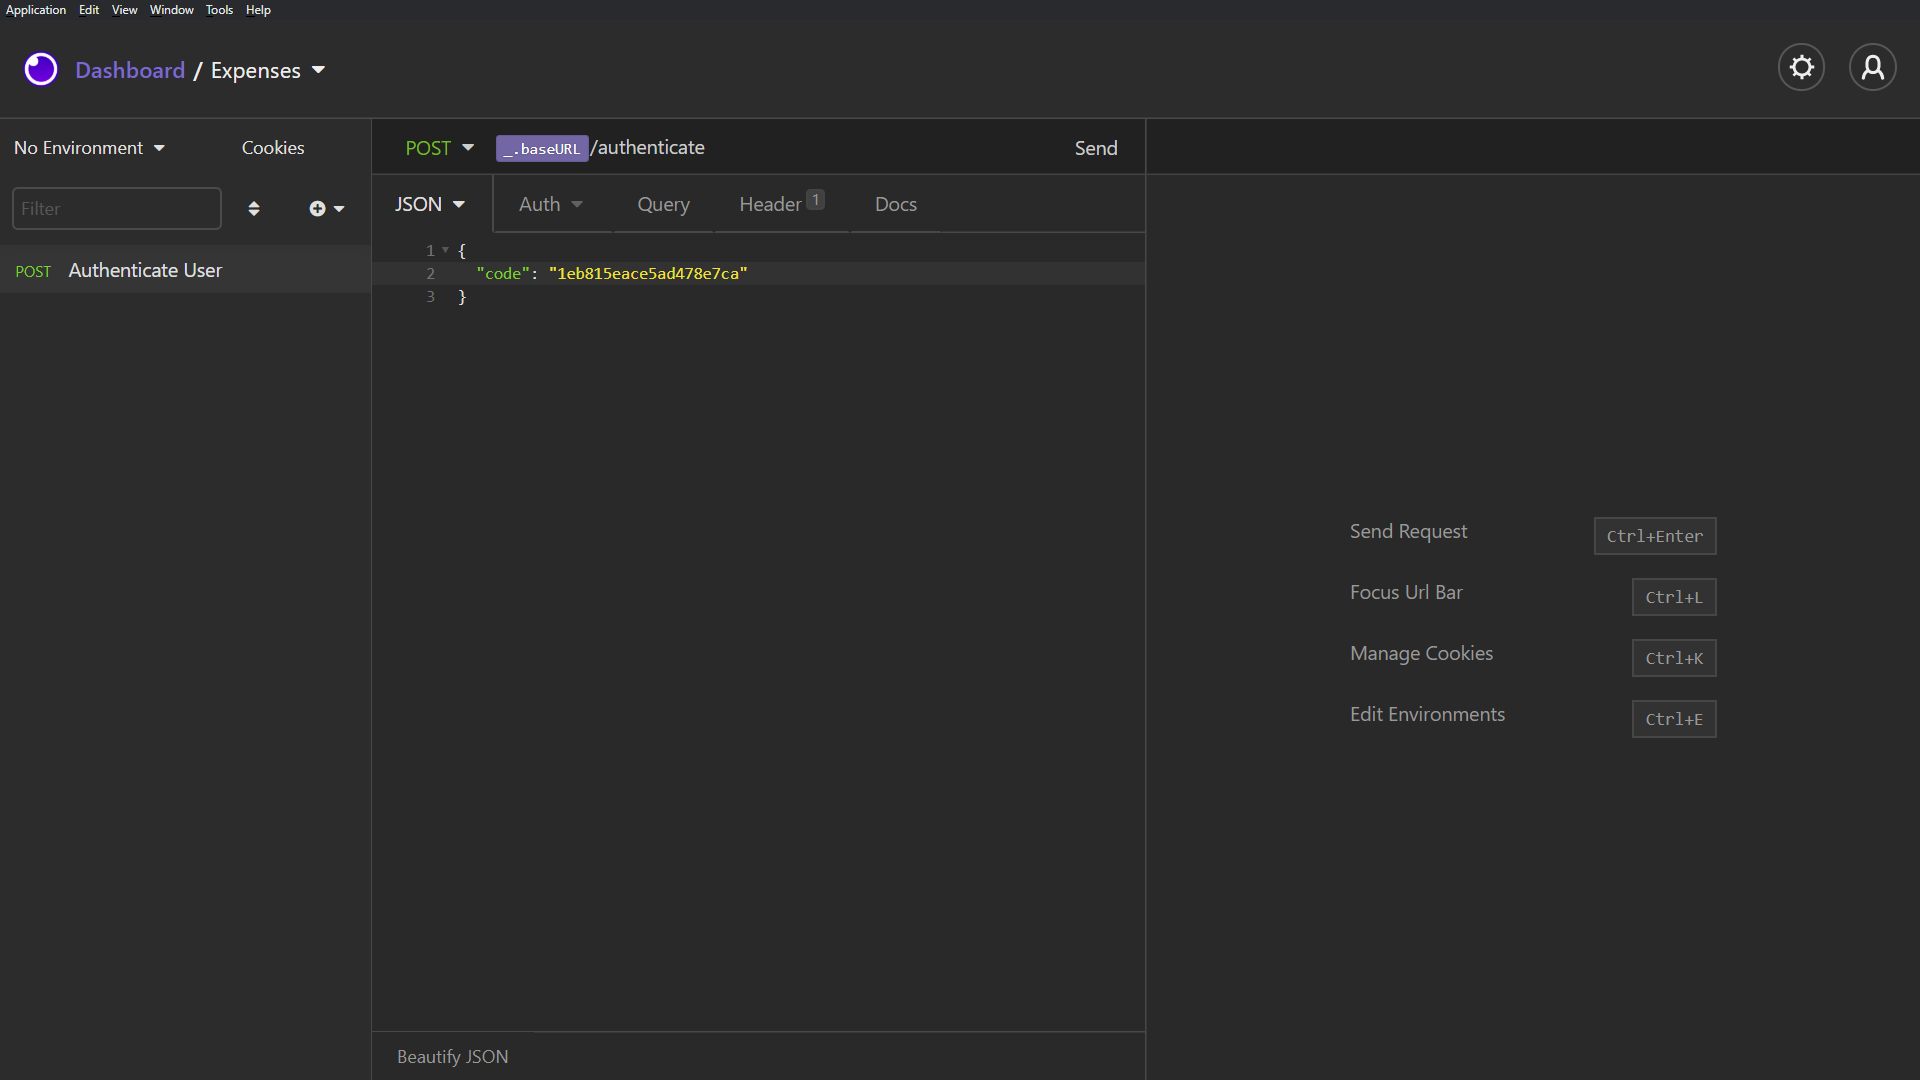 Application Edit View Window Tools Help
Dashboard / Expenses
No Environment Cookies
POST _.baseURL/authenticate Send
Filter
JSON Auth Query Header 1 Docs
POST Authenticate User
1 {
2 "code": "1eb815eace5ad478e7ca"
3 }
Send Request Ctrl+Enter
Focus Url Bar Ctrl+L
Manage Cookies Ctrl+K
Edit Environments Ctrl+E
Beautify JSON